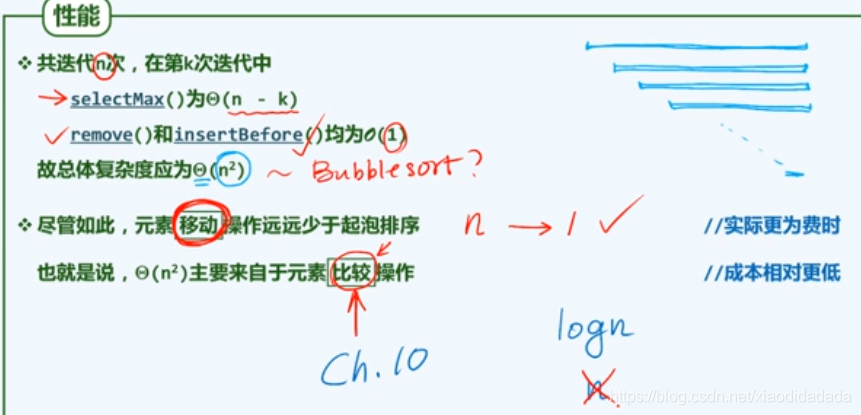 性能
❖ 共迭代n次，在第k次迭代中
selectMax()为Θ(n - k)
remove()和insertBefore()均为O(1)
故总体复杂度应为Θ(n²) ~ Bubblesort?
❖ 尽管如此，元素移动操作远远少于起泡排序 n → 1 //实际更为费时
也就是说，Θ(n²)主要来自于元素比较操作 //成本相对更低
logn
Ch.10
n
https://blog.csdn.net/xiaodidadada